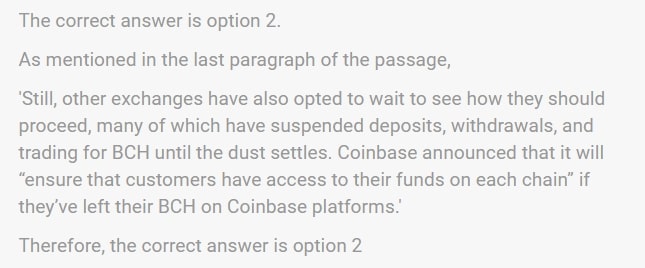 The correct answer is option 2.
As mentioned in the last paragraph of the passage,
'Still, other exchanges have also opted to wait to see how they should
proceed, many of which have suspended deposits, withdrawals, and
trading for BCH until the dust settles. Coinbase announced that it will
“ensure that customers have access to their funds on each chain” if
they’ve left their BCH on Coinbase platforms.'
Therefore, the correct answer is option 2